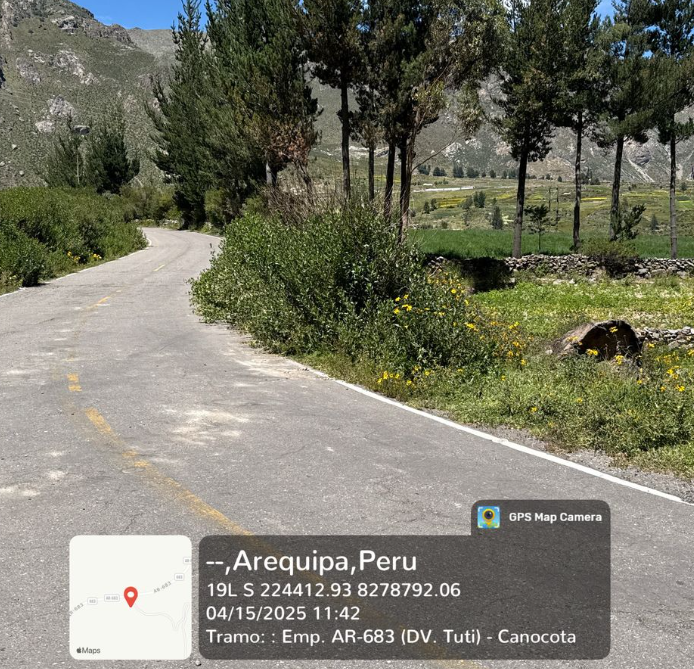 GPS Map Camera
--,Arequipa,Peru
19L S 224412.93 8278792.06
04/15/2025 11:42
Tramo: : Emp. AR-683 (DV. Tuti) - Canocota
Maps